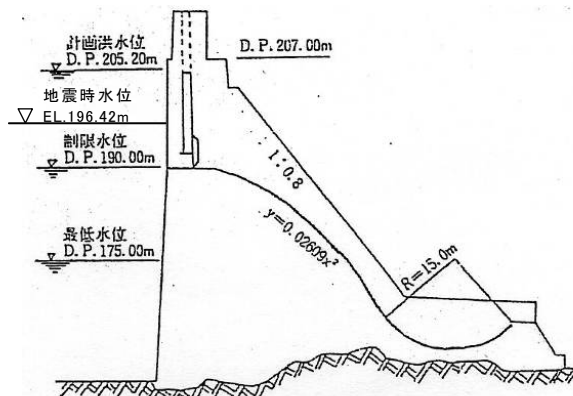 計画洪水位
D.P.205.20m
D.P.207.00m
地震時水位
EL.196.42m
制限水位
D.P.190.00m
1:0.8
y=0.02609x²
最低水位
D.P.175.00m
R=15.0m